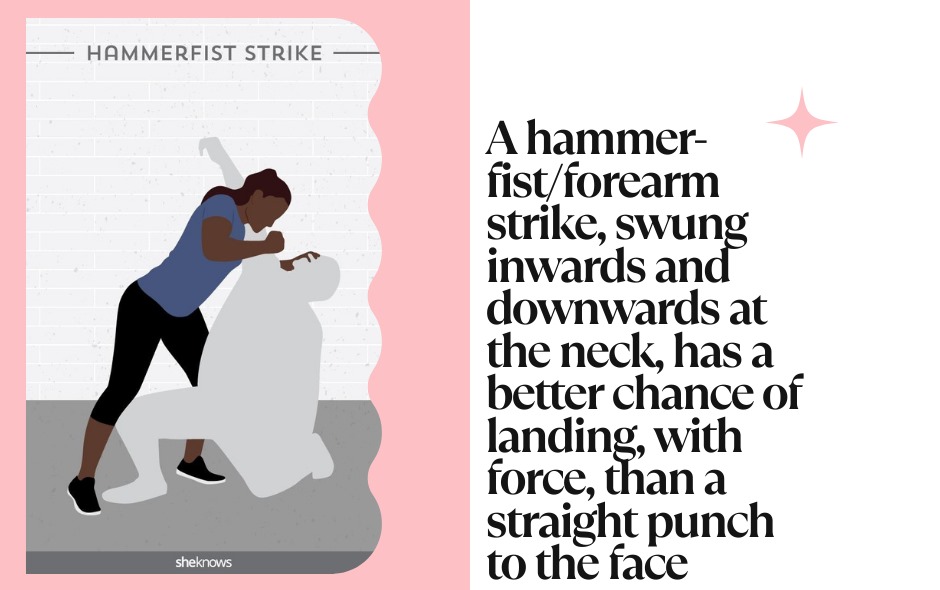 HAMMERFIST STRIKE
sheknows
A hammer-
fist/forearm
strike, swung
inwards and
downwards at
the neck, has a
better chance of
landing, with
force, than a
straight punch
to the face